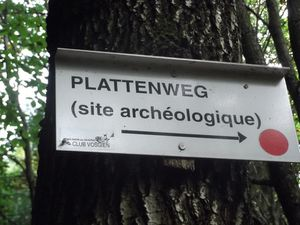 PLATTENWEG
(site archéologique)
CLUB VOSGIEN